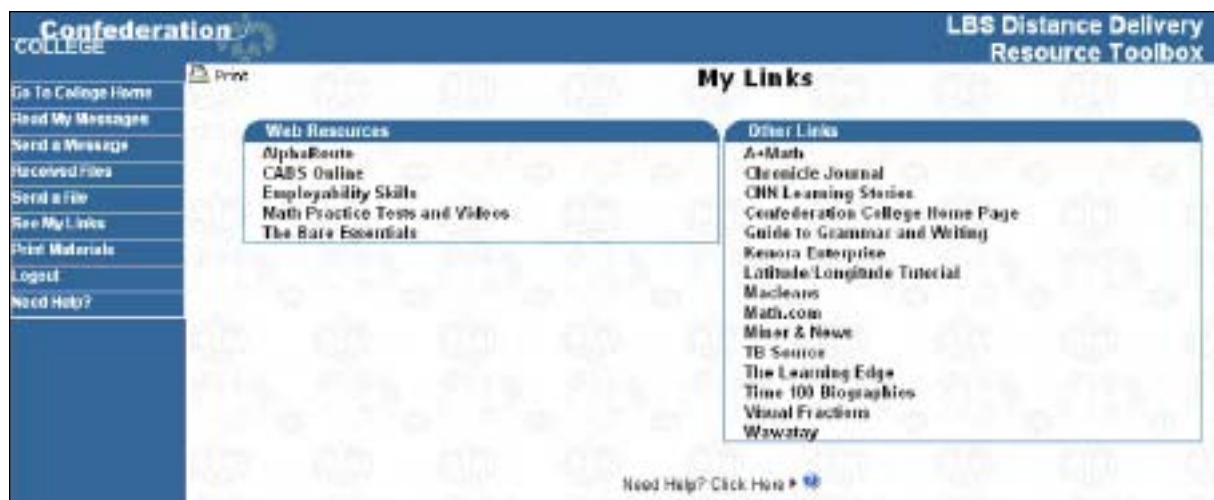 Confederation
COLLEGE
LBS Distance Delivery
Resource Toolbox
Go To College Home
Read My Messages
Send a Message
Received Files
Send a File
See My Links
Print Materials
Logout
Need Help?
Print
My Links
Web Resources
AlphaRoute
CABS Online
Employability Skills
Math Practice Tests and Videos
The Bare Essentials
Other Links
A+Math
Chronicle Journal
CNN Learning Stories
Confederation College Home Page
Guide to Grammar and Writing
Kenora Enterprise
Latitude/Longitude Tutorial
Macleans
Math.com
Miner & News
TB Source
The Learning Edge
Time 100 Biographies
Visual Fractions
Wawatay
Need Help? Click Here